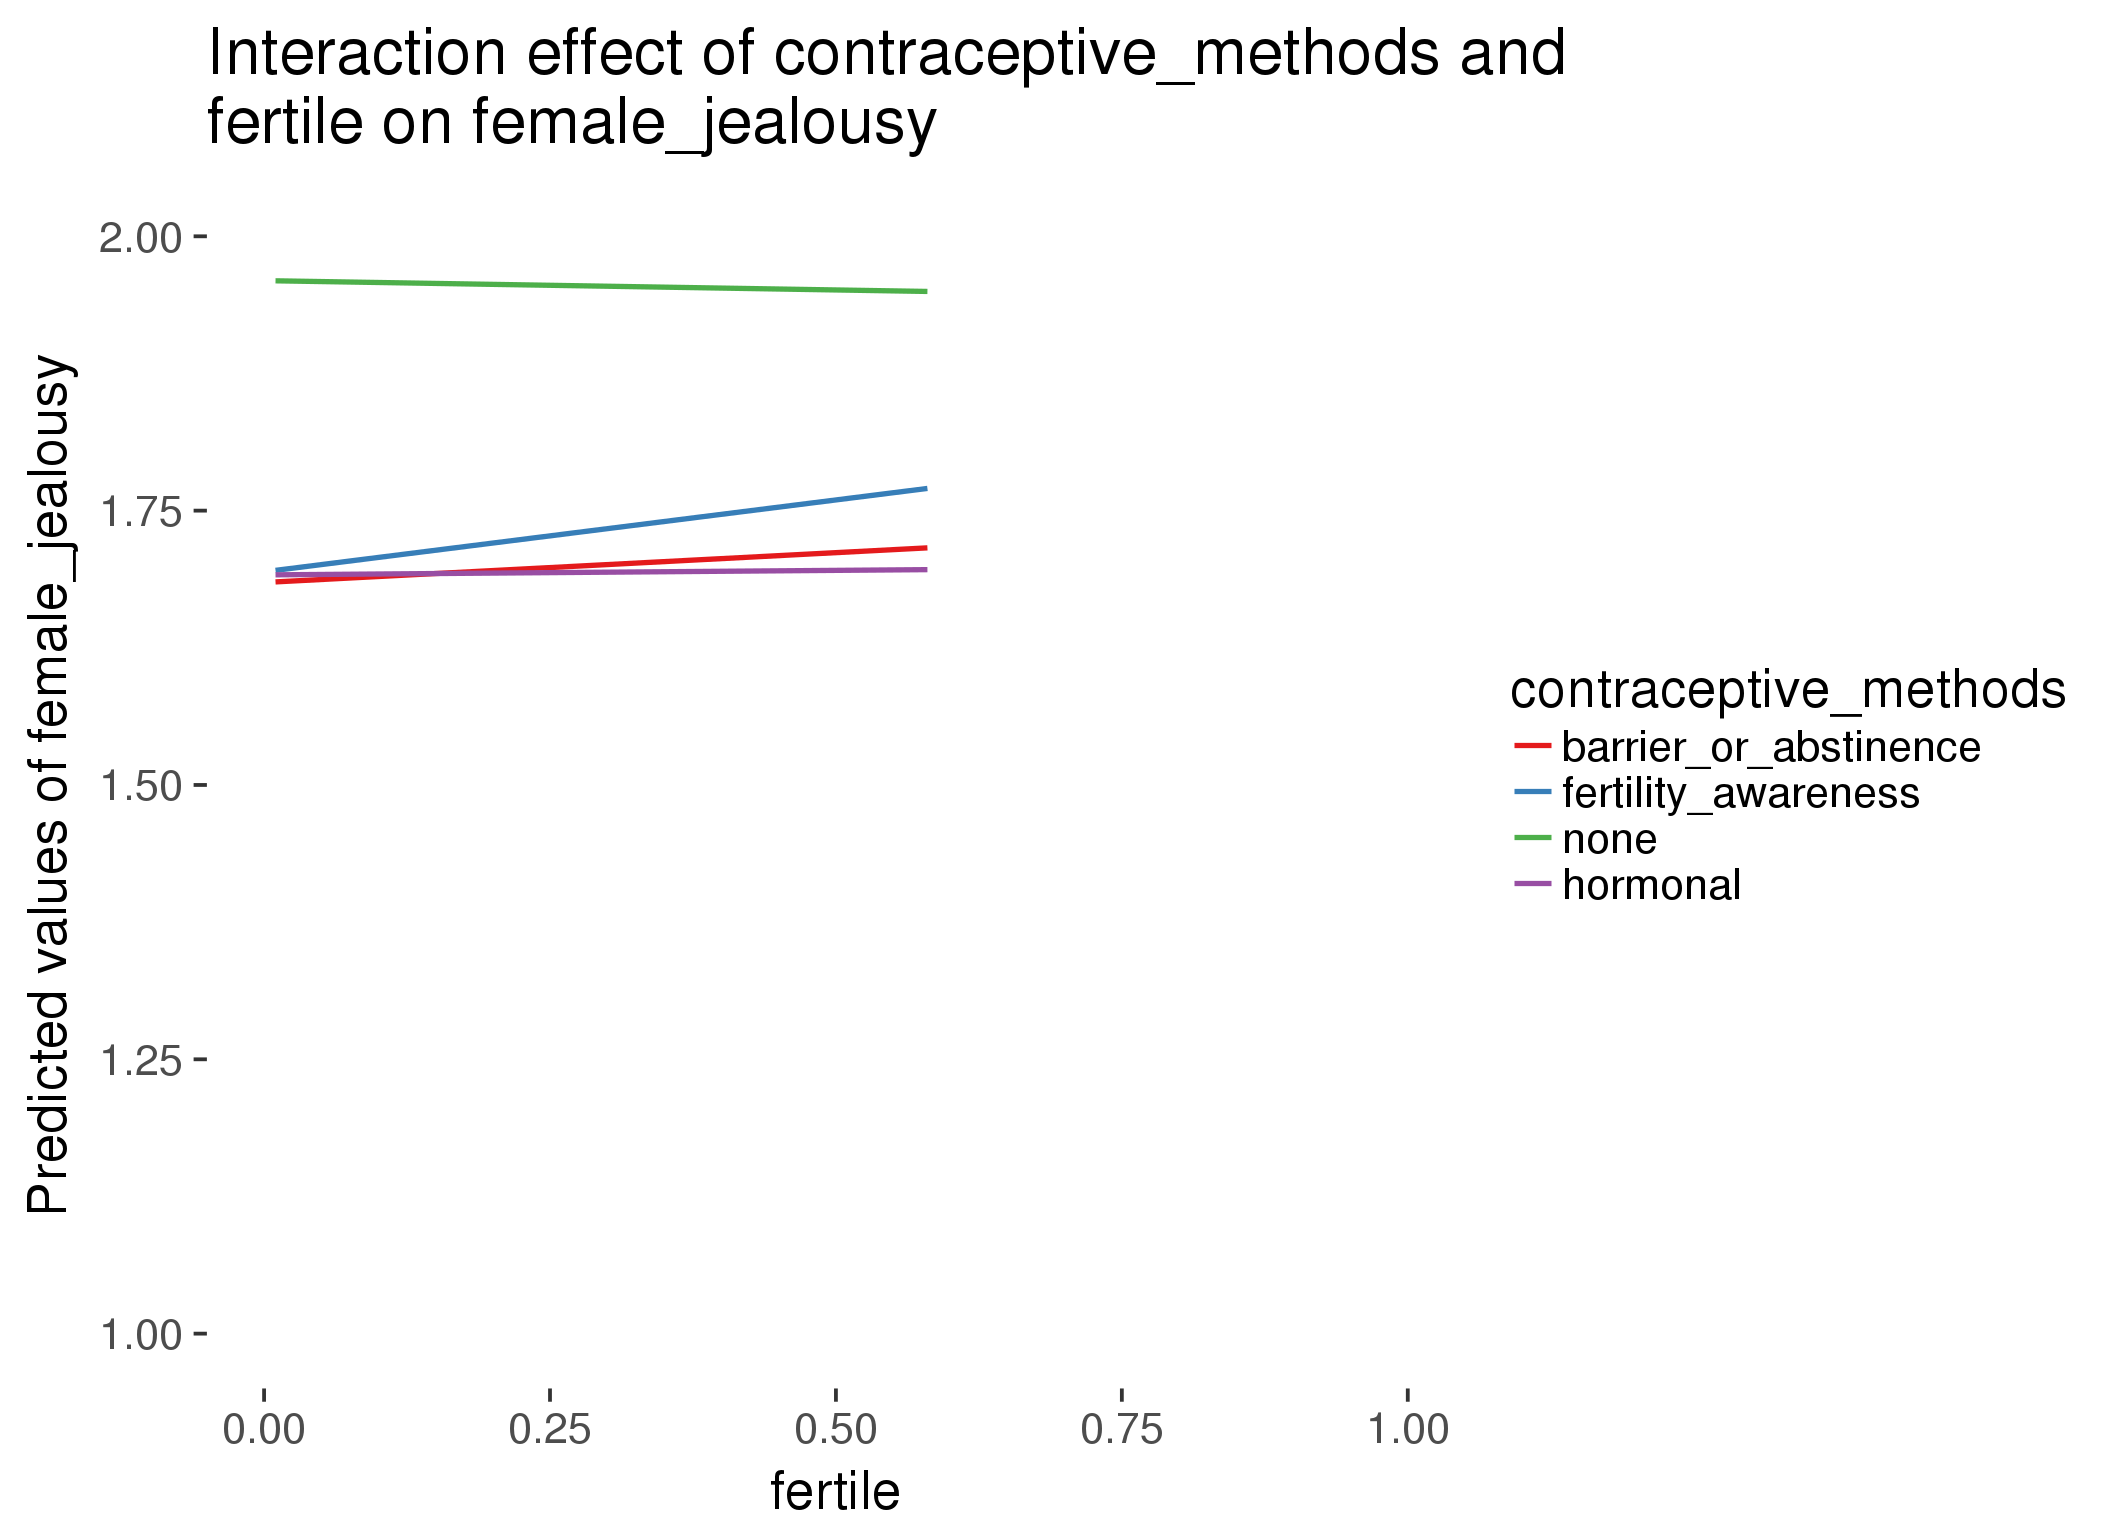 Interaction effect of contraceptive_methods and
fertile on female_jealousy
Predicted values of female_jealousy
2.00
1.75
1.50
1.25
1.00
0.00
0.25
0.50
0.75
1.00
fertile
contraceptive_methods
barrier_or_abstinence
fertility_awareness
none
hormonal